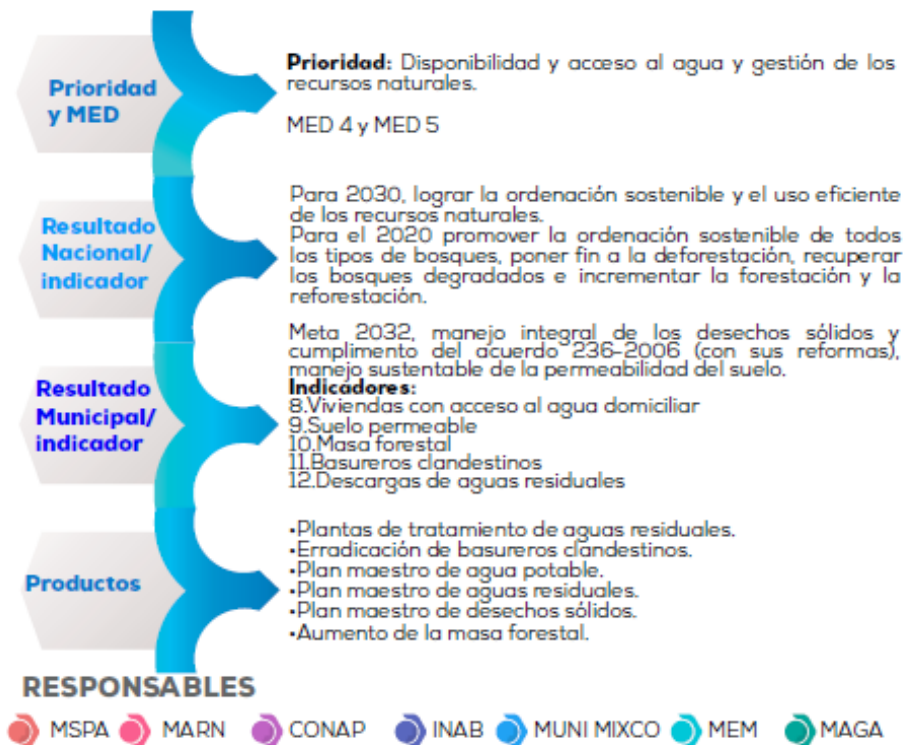 Prioridad
y MED
Prioridad: Disponibilidad y acceso al agua y gestión de los
recursos naturales.
MED 4 y MED 5
Resultado
Nacional/
indicador
Para 2030, lograr la ordenación sostenible y el uso eficiente
de los recursos naturales.
Para el 2020 promover la ordenación sostenible de todos
los tipos de bosques, poner fin a la deforestación, recuperar
los bosques degradados e incrementar la forestación y la
reforestación.
Resultado
Municipal/
indicador
Meta 2032, manejo integral de los desechos sólidos y
cumplimento del acuerdo 236-2006 (con sus reformas),
manejo sustentable de la permeabilidad del suelo.
Indicadores:
8.Viviendas con acceso al agua domiciliar
9.Suelo permeable
10.Masa forestal
11.Basureros clandestinos
12.Descargas de aguas residuales
Productos
•Plantas de tratamiento de aguas residuales.
•Erradicación de basureros clandestinos.
•Plan maestro de agua potable.
•Plan maestro de aguas residuales.
•Plan maestro de desechos sólidos.
•Aumento de la masa forestal.
RESPONSABLES
MSPA MARN CONAP INAB MUNI MIXCO MEM MAGA